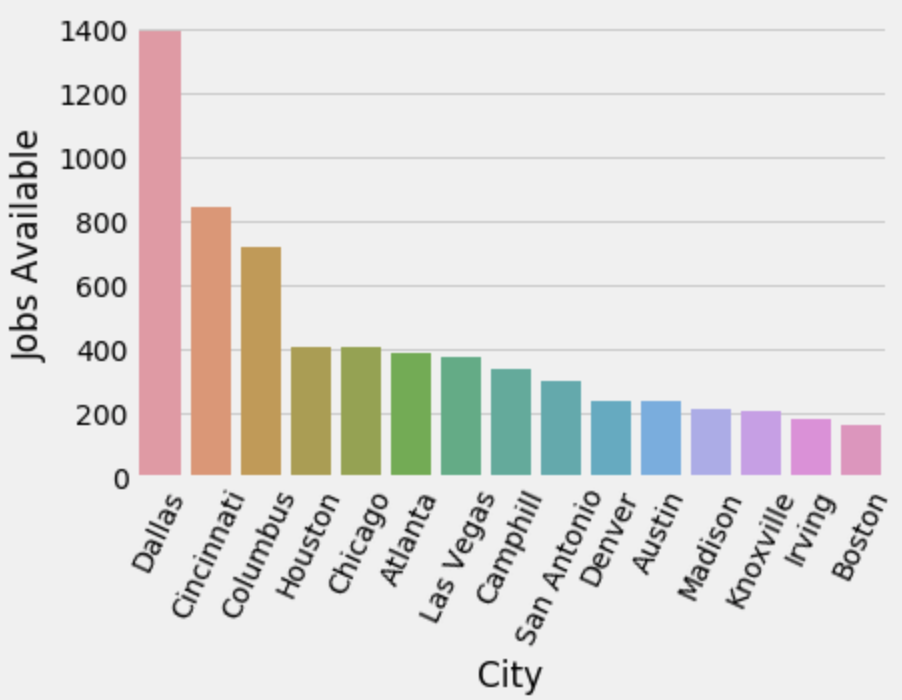 Jobs Available
1400
1200
1000
800
600
400
200
0
Dallas
Cincinnati
Columbus
Houston
Chicago
Atlanta
Las Vegas
Camphill
San Antonio
Denver
Austin
Madison
Knoxville
Irving
Boston
City